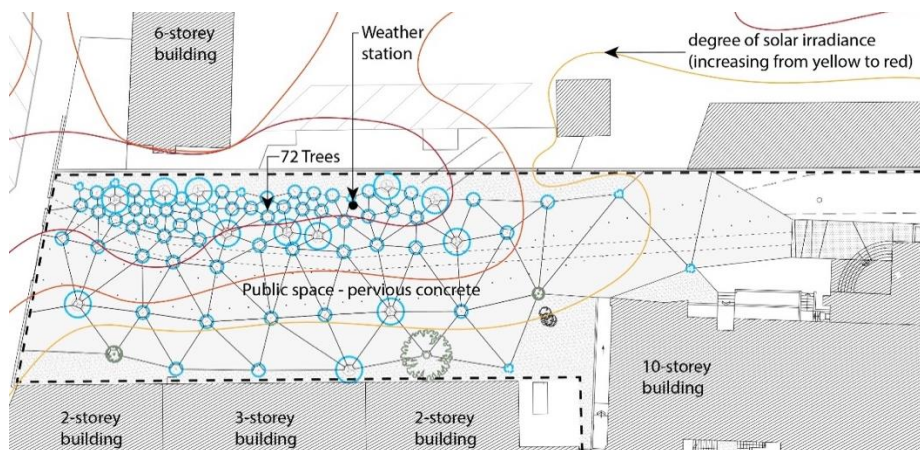 6-storey
building
Weather
station
degree of solar irradiance
(increasing from yellow to red)
72 Trees
Public space - pervious concrete
10-storey
building
2-storey
building
3-storey
building
2-storey
building